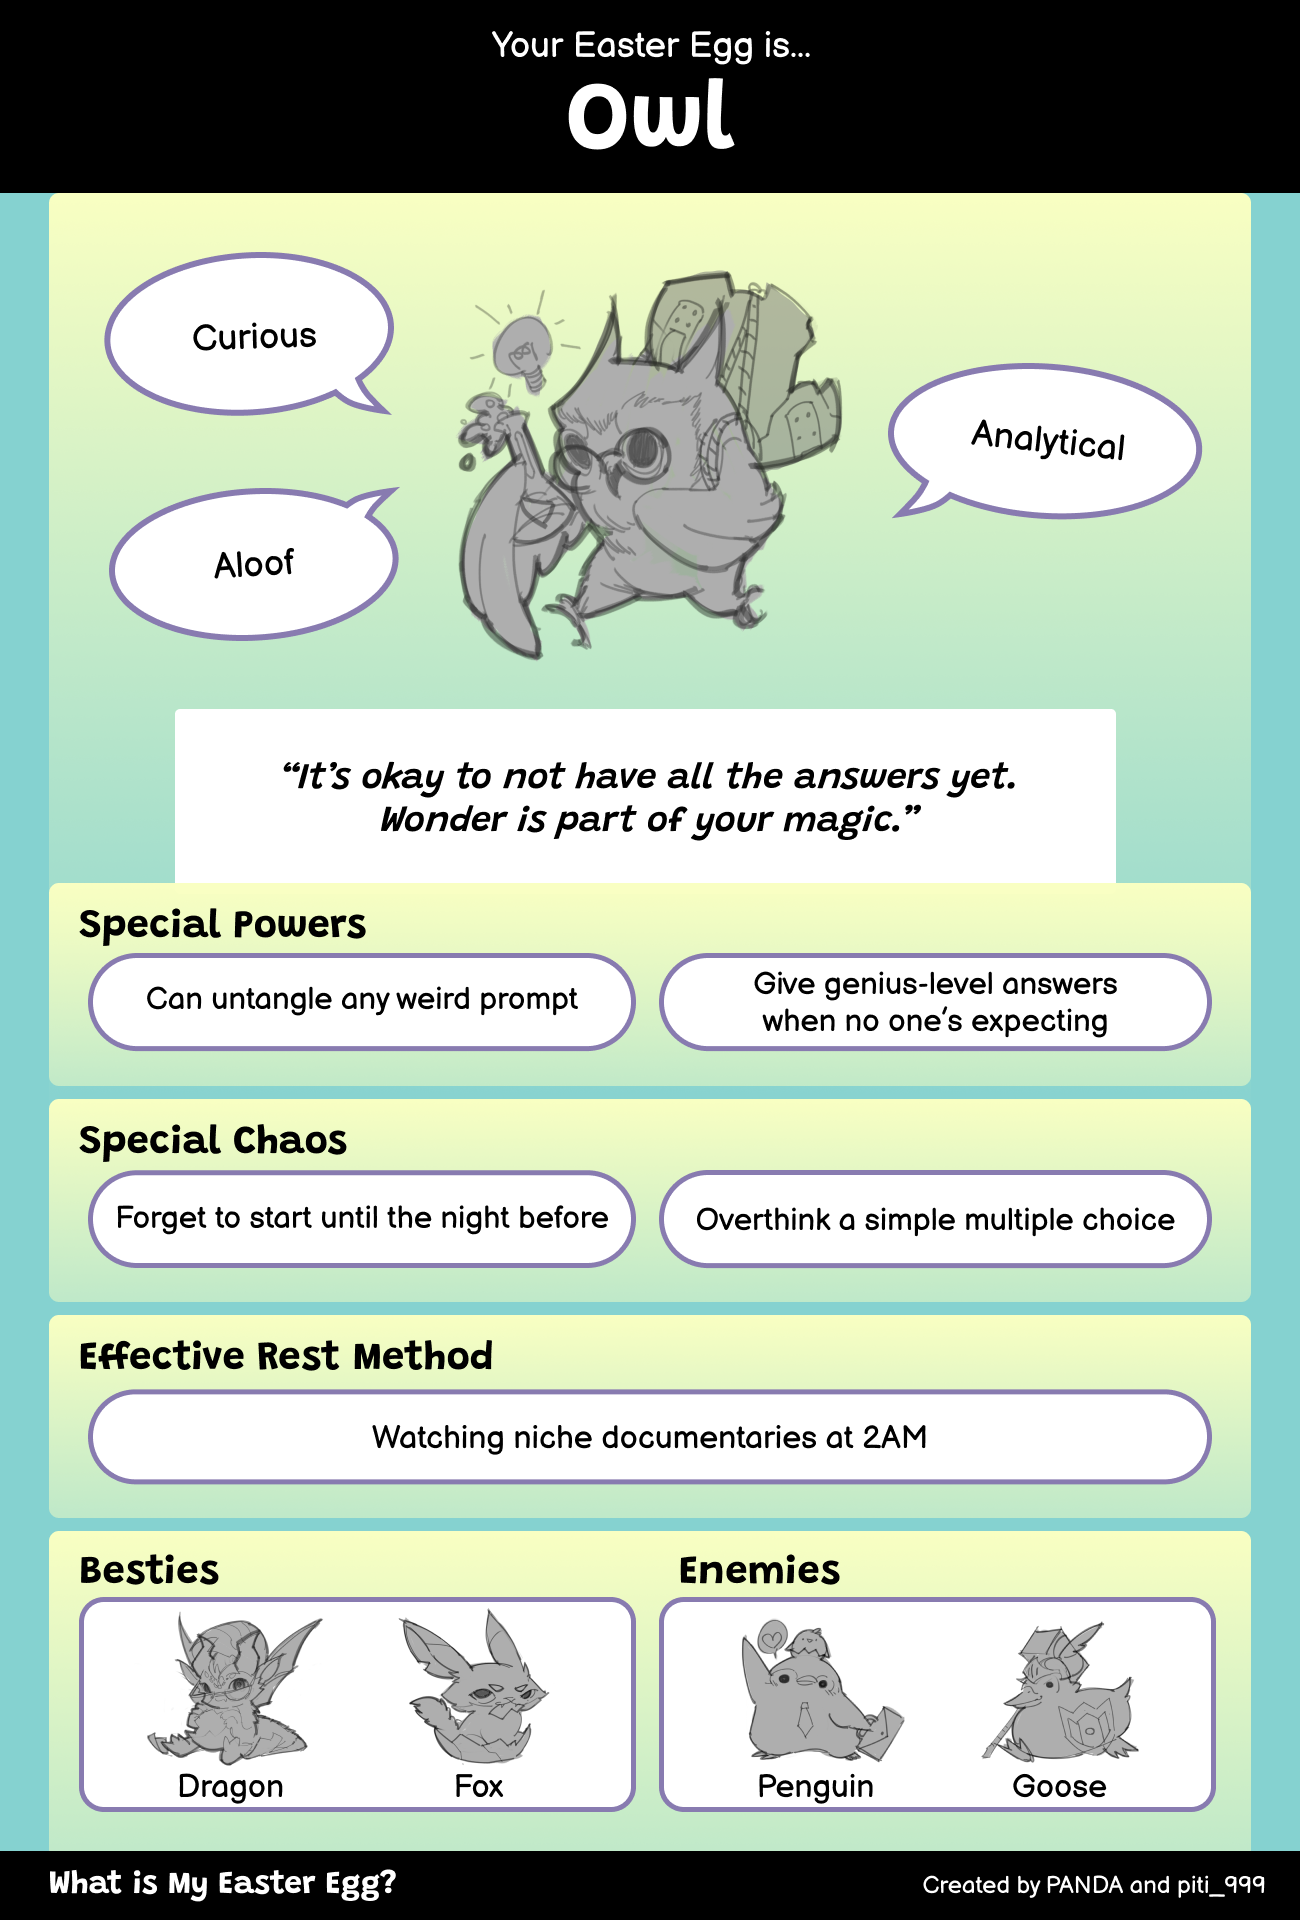 Your Easter Egg is...
Owl
Curious
Analytical
Aloof
“It’s okay to not have all the answers yet.
Wonder is part of your magic.”
Special Powers
Can untangle any weird prompt
Give genius-level answers
when no one’s expecting
Special Chaos
Forget to start until the night before
Overthink a simple multiple choice
Effective Rest Method
Watching niche documentaries at 2AM
Besties
Enemies
Dragon
Fox
Penguin
Goose
What is My Easter Egg?
Created by PANDA and piti_999